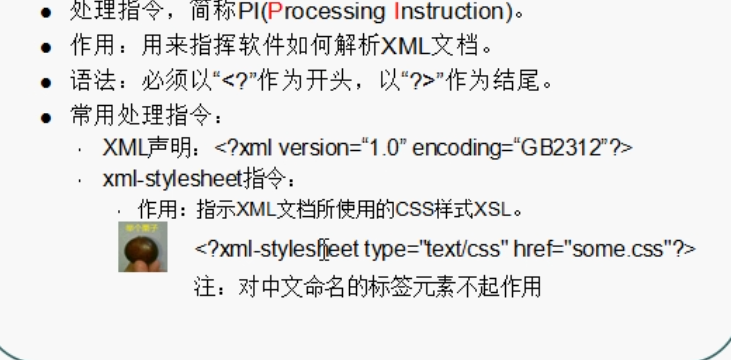 处理指令，简称PI(Processing Instruction)。
作用：用来指挥软件如何解析XML文档。
语法：必须以“<?”作为开头，以“?>”作为结尾。
常用处理指令：
XML声明：<?xml version=“1.0” encoding=“GB2312”?>
xml-stylesheet指令：
作用：指示XML文档所使用的CSS样式XSL。
举个栗子
<?xml-stylesheet type="text/css" href="some.css"?>
注：对中文命名的标签元素不起作用